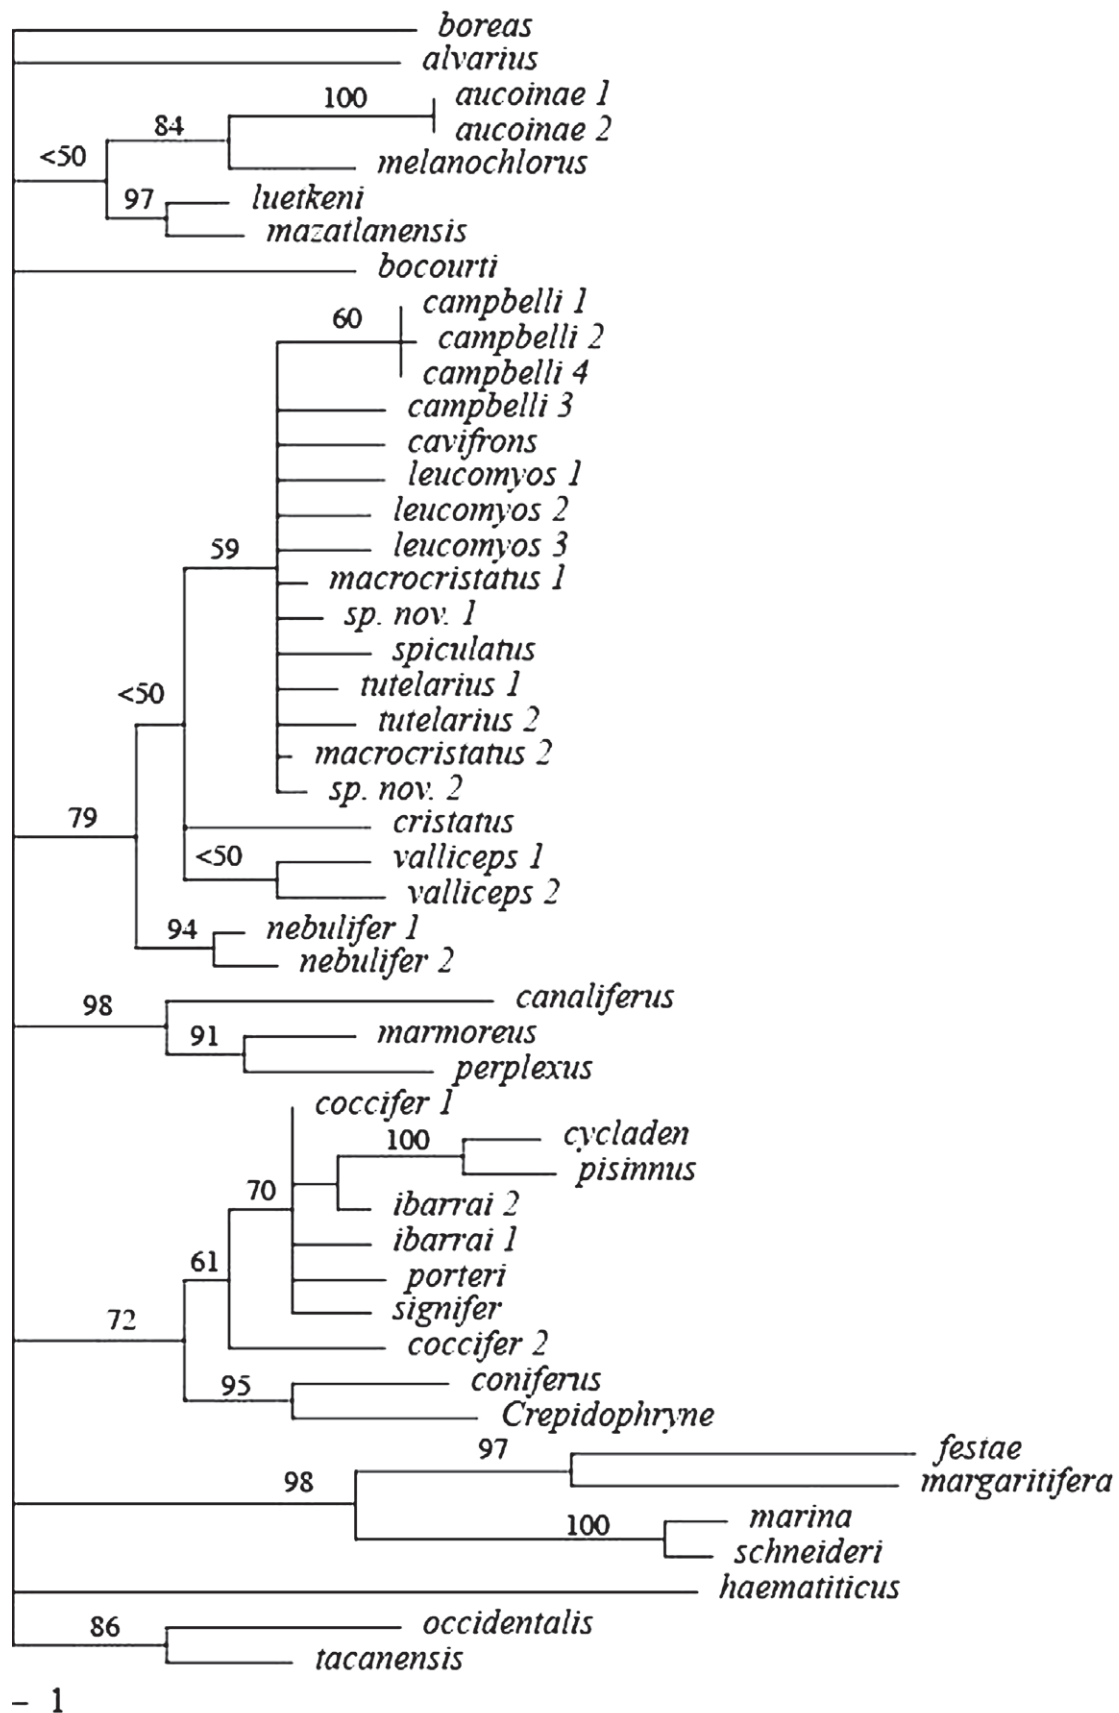 boreas
alvarius
100
aucoinae 1
84
aucoinae 2
<50
melanochlorus
97
luetkeni
mazatlanensis
bocourti
campbelli 1
60
campbelli 2
campbelli 4
campbelli 3
cavifrons
leucomyos 1
leucomyos 2
59
leucomyos 3
macrocristatus 1
sp. nov. 1
spiculatus
<50
tutelarius 1
tutelarius 2
macrocristatus 2
sp. nov. 2
79
cristatus
<50
valliceps 1
valliceps 2
94
nebulifer 1
nebulifer 2
98
canaliferus
91
marmoreus
perplexus
coccifer 1
100
cycladen
pisinnus
70
ibarrai 2
ibarrai 1
61
porteri
signifer
72
coccifer 2
95
coniferus
Crepidophryne
97
festae
98
margaritifera
100
marina
schneideri
haematiticus
86
occidentalis
tacanensis
1